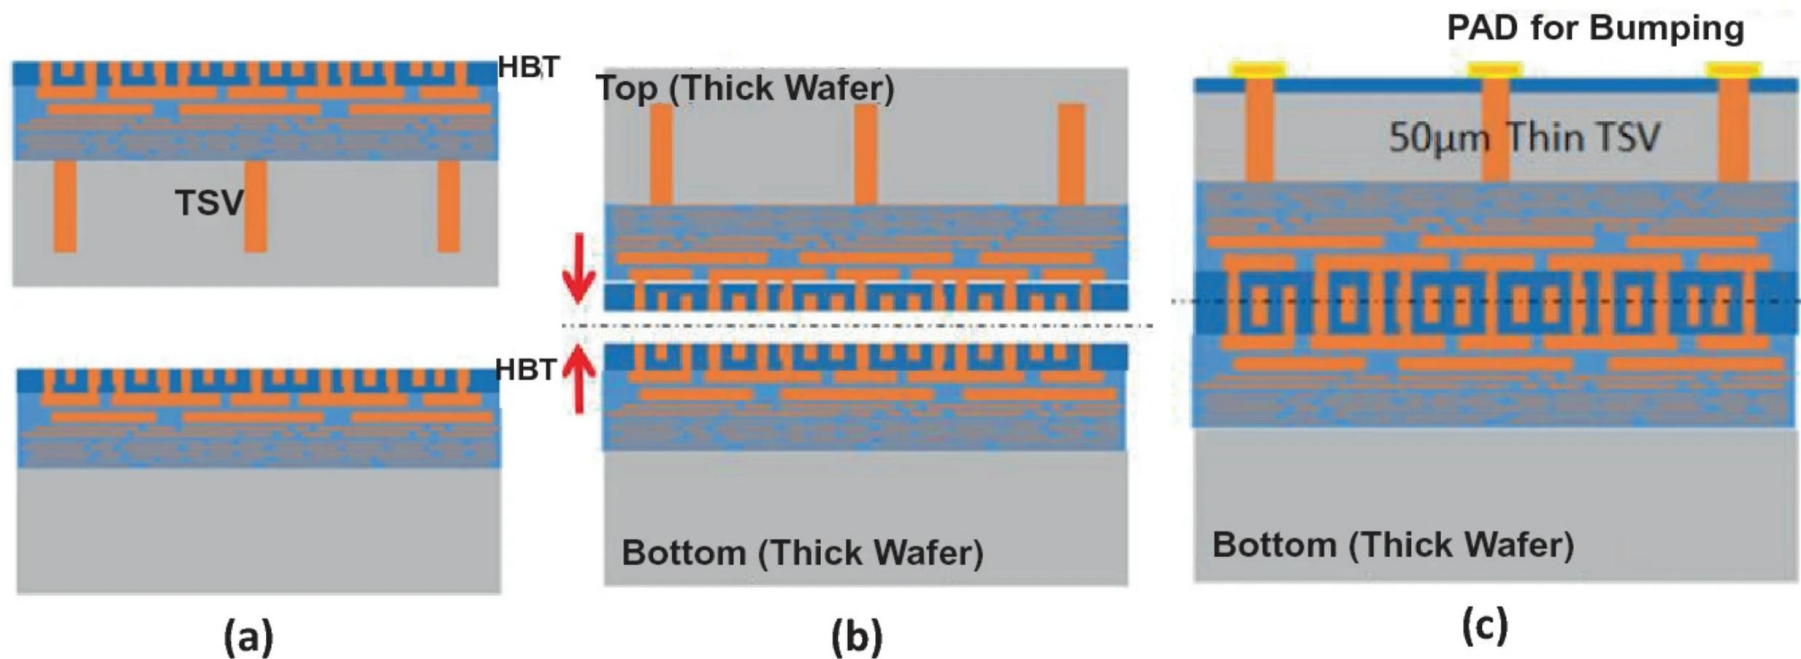 HBT
TSV
HBT
(a)
Top (Thick Wafer)
Bottom (Thick Wafer)
(b)
PAD for Bumping
50μm Thin TSV
Bottom (Thick Wafer)
(c)